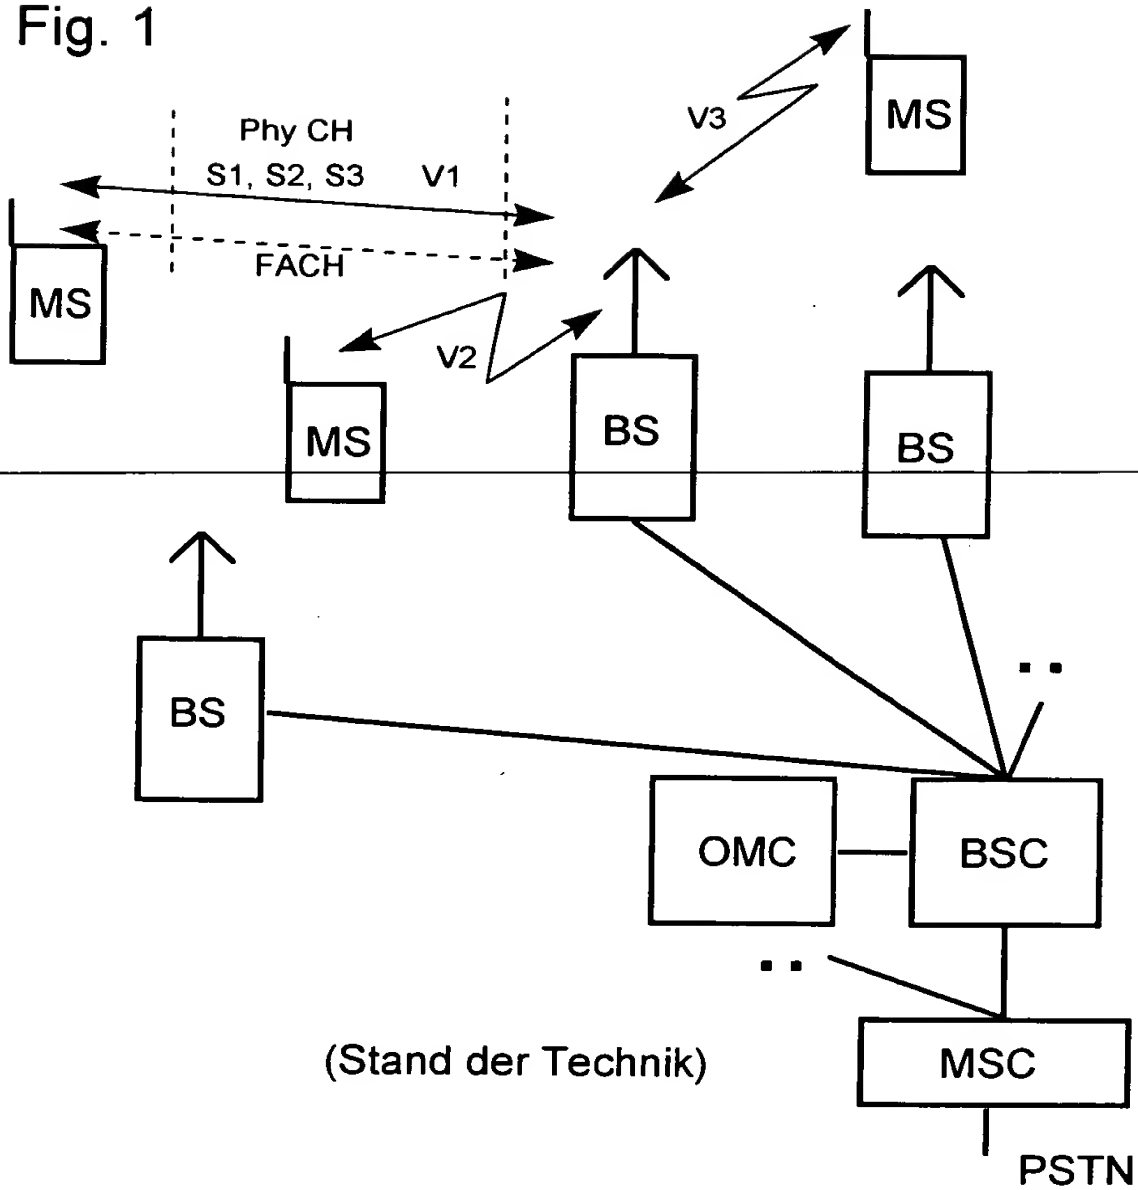 Fig. 1
MS
V3
Phy CH
S1, S2, S3 V1
FACH
MS
V2
MS
BS
BS
BS
OMC
BSC
(Stand der Technik)
MSC
PSTN